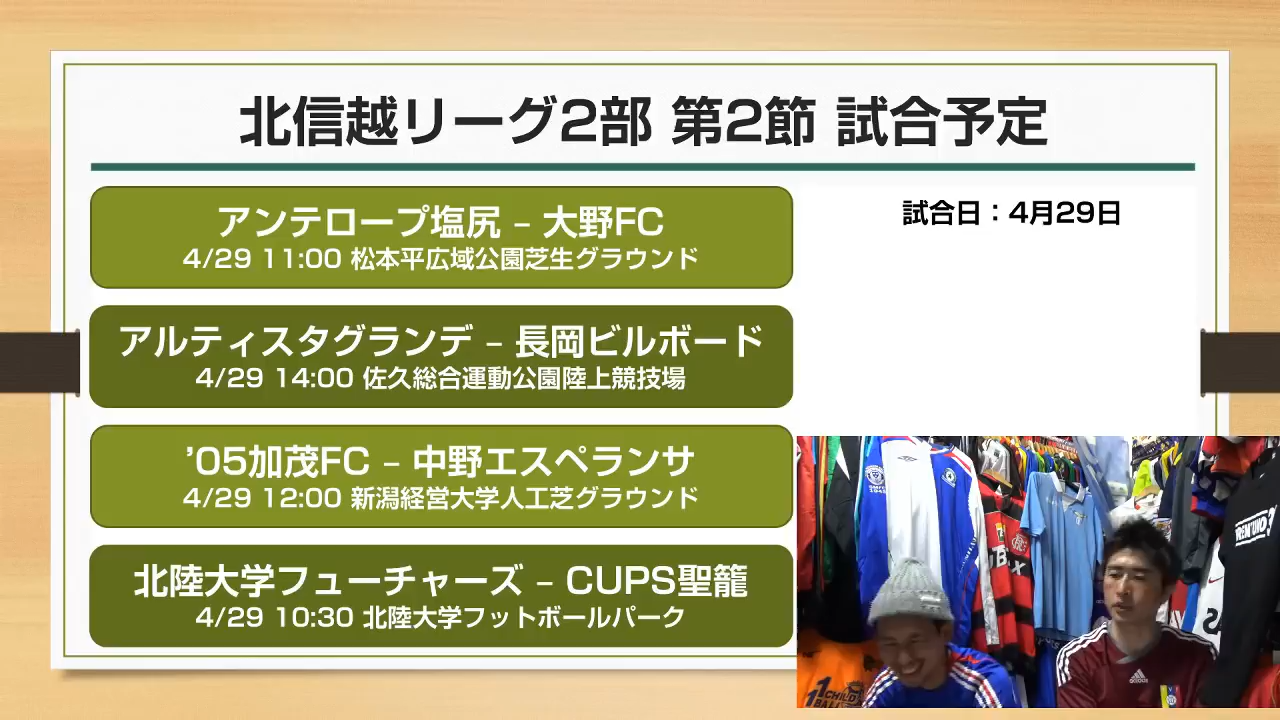 北信越リーグ2部 第2節 試合予定
アンテロープ塩尻 – 大野FC
4/29 11:00 松本平広域公園芝生グラウンド
アルティスタグランデ – 長岡ビルボード
4/29 14:00 佐久総合運動公園陸上競技場
’05加茂FC – 中野エスペランサ
4/29 12:00 新潟経営大学人工芝グラウンド
北陸大学フューチャーズ – CUPS聖籠
4/29 10:30 北陸大学フットボールパーク
試合日：4月29日
adidas